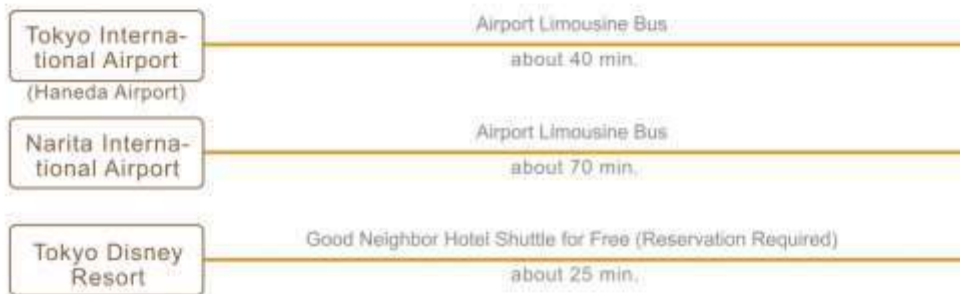 Airport Limousine Bus
Tokyo Interna-
tional Airport
about 40 min.
(Haneda Airport)
Airport Limousine Bus
Narita Interna-
tional Airport
about 70 min.
Good Neighbor Hotel Shuttle for Free (Reservation Required)
Tokyo Disney
Resort
about 25 min.